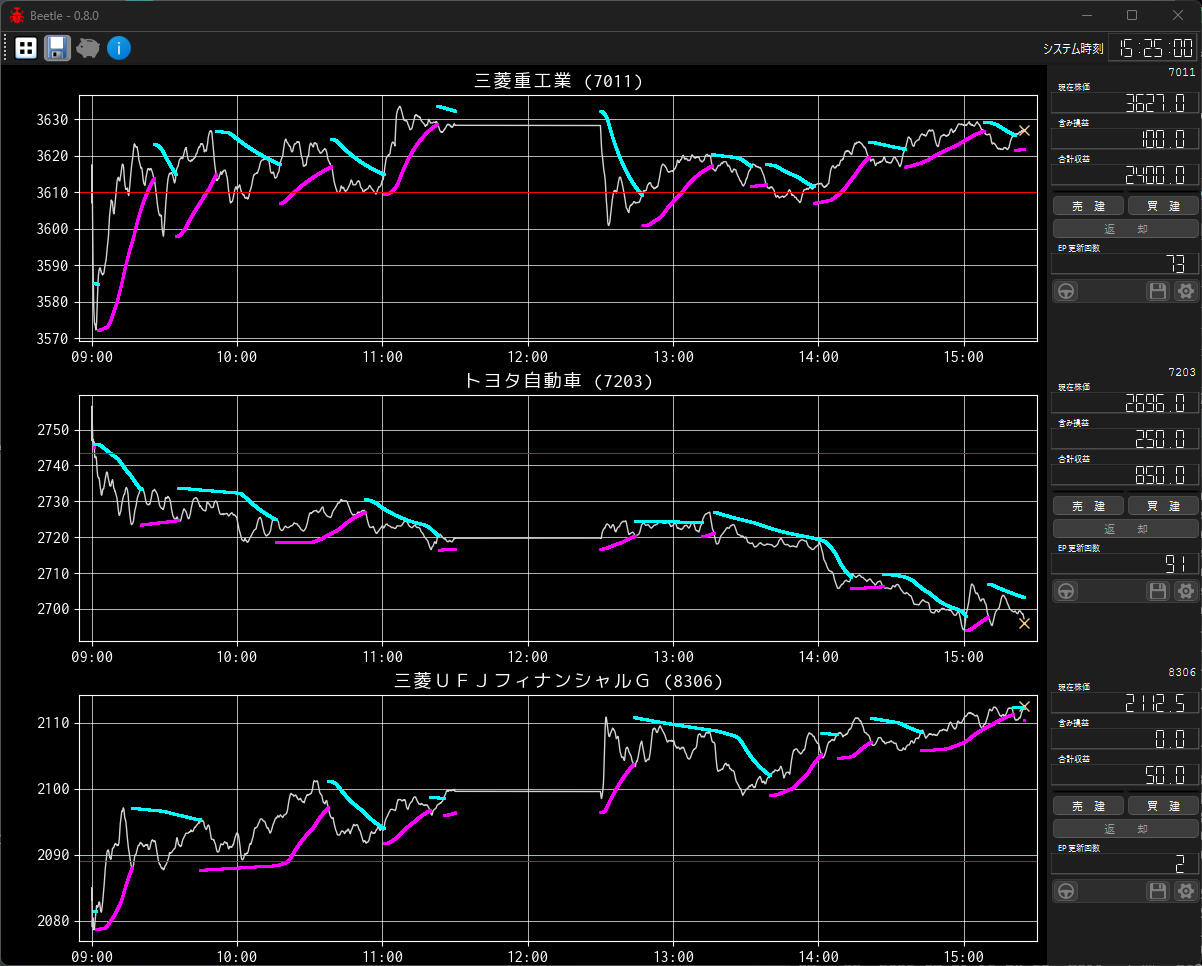 Beetle - 0.8.0
システム時刻 15:25:00
三菱重工業 (7011)
3630
3620
3610
3600
3590
3580
3570
09:00 10:00 11:00 12:00 13:00 14:00 15:00
7011
現在株価
3627.0
含み損益
100.0
合計収益
2400.0
売 建 買 建
返 却
EP 更新回数
73
トヨタ自動車 (7203)
2750
2740
2730
2720
2710
2700
09:00 10:00 11:00 12:00 13:00 14:00 15:00
7203
現在株価
2696.0
含み損益
250.0
合計収益
850.0
売 建 買 建
返 却
EP 更新回数
91
三菱UFJフィナンシャルG (8306)
2110
2100
2090
2080
09:00 10:00 11:00 12:00 13:00 14:00 15:00
8306
現在株価
2112.5
含み損益
0.0
合計収益
50.0
売 建 買 建
返 却
EP 更新回数
2